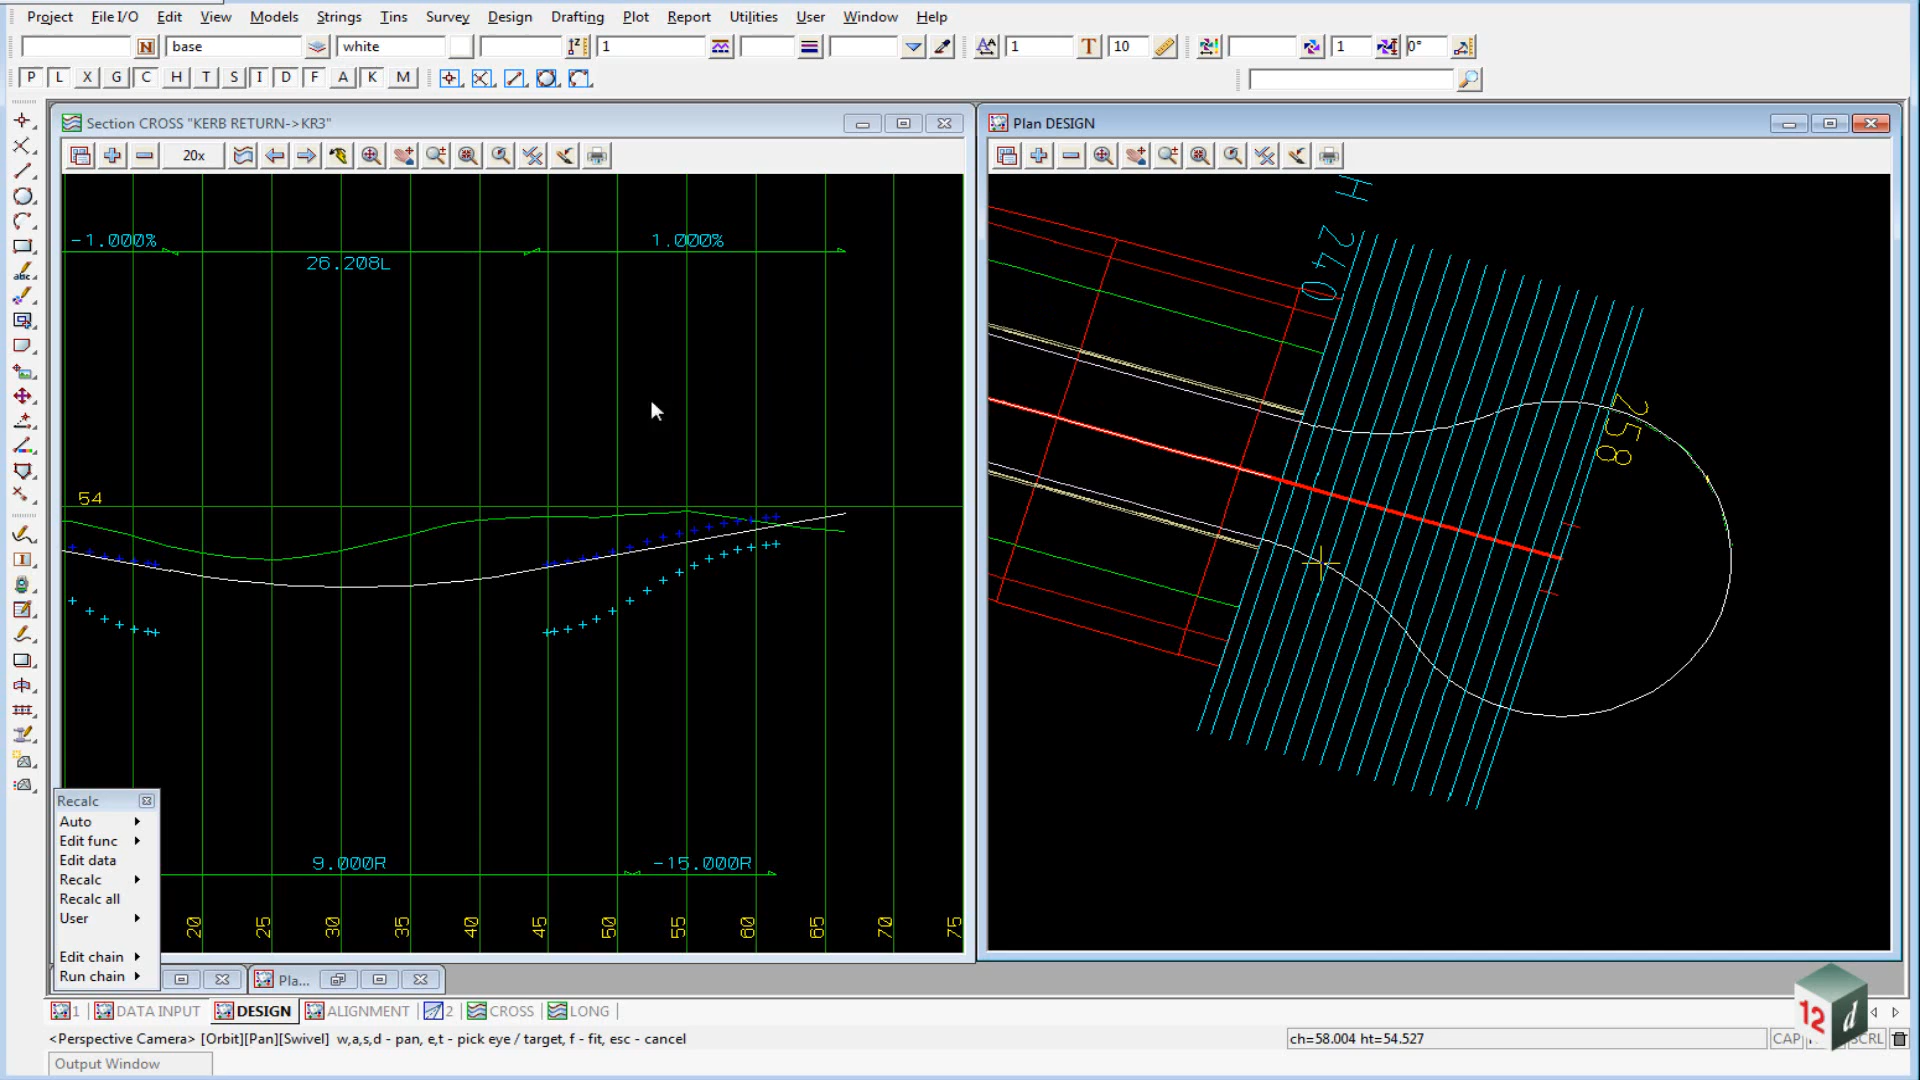 Project File I/O Edit View Models Strings Tins Survey Design Drafting Plot Report Utilities User Window Help
N base white 1 T 1 10 1 0°
P L X G C H T S I D F A K M
Section CROSS "KERB RETURN->KR3"
Plan DESIGN
20x
-1.000% 1.000%
26.208L
54
9.000R -15.000R
20 25 30 35 40 45 50 55 60 65 70 75
H
240
258
Recalc
Auto
Edit func
Edit data
Recalc
Recalc all
User
Edit chain
Run chain
Pla...
1 DATA INPUT DESIGN ALIGNMENT 2 CROSS LONG
<Perspective Camera> [Orbit][Pan][Swivel] w,a,s,d - pan, e,t - pick eye / target, f - fit, esc - cancel
ch=58.004 ht=54.527
CAP
Output Window
12 d